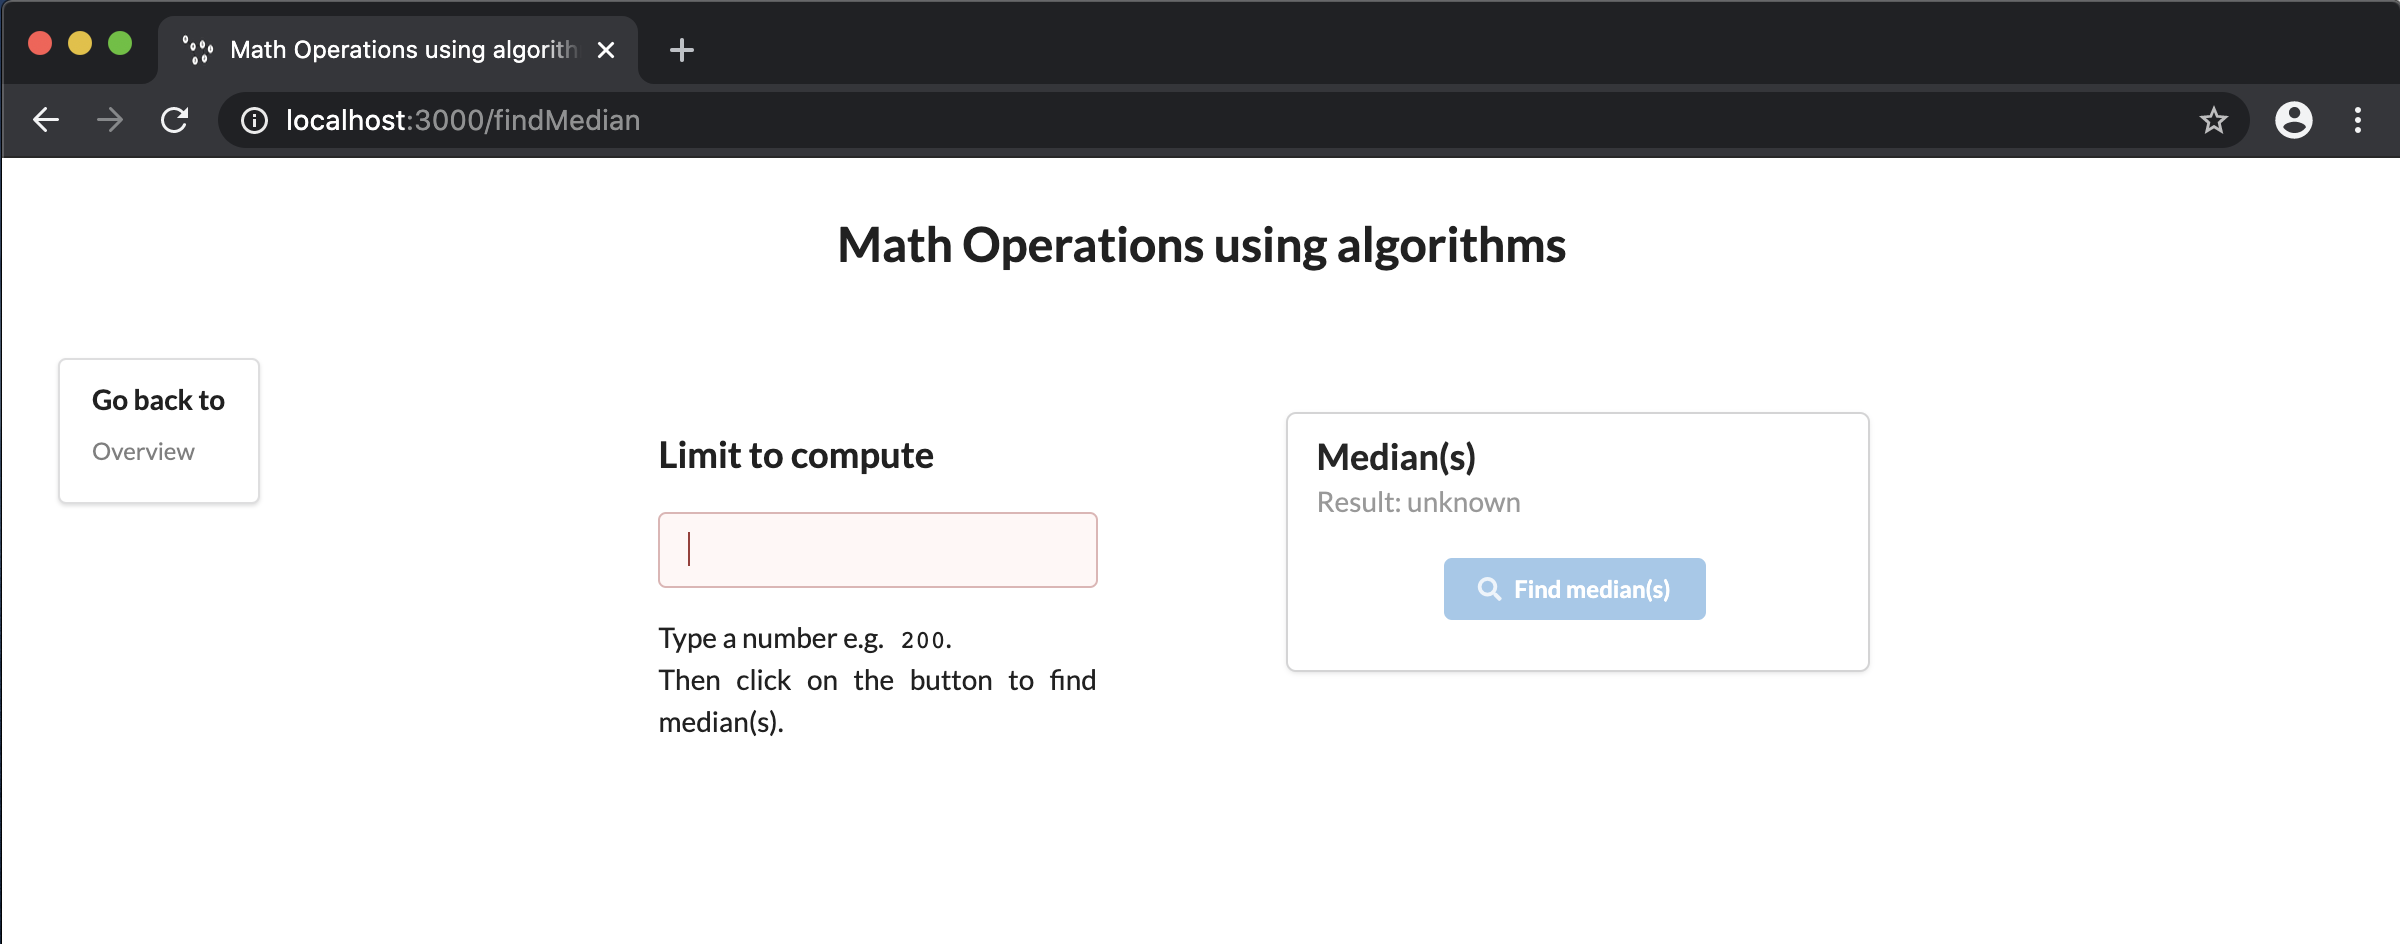 Math Operations using algorith
localhost:3000/findMedian
Math Operations using algorithms
Go back to
Overview
Limit to compute
Type a number e.g. 200.
Then click on the button to find
median(s).
Median(s)
Result: unknown
Find median(s)